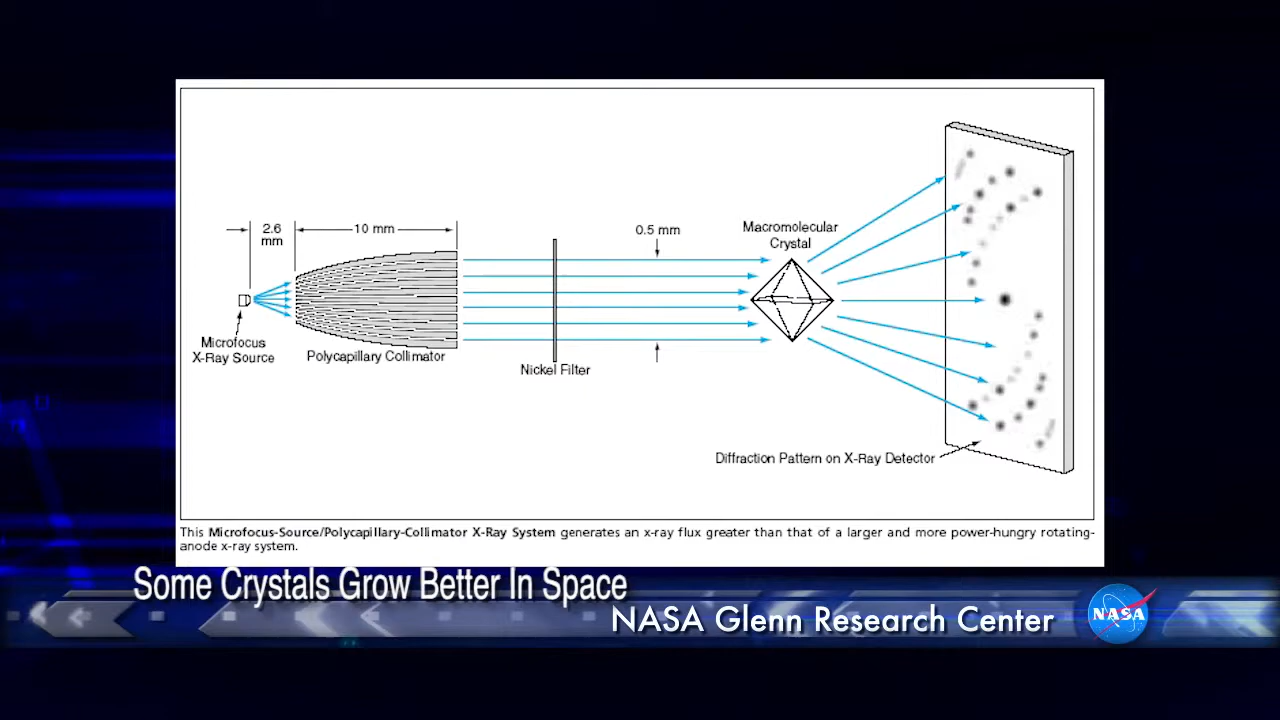 2.6
mm
10 mm
0.5 mm
Macromolecular
Crystal
Microfocus
X-Ray Source
Polycapillary Collimator
Nickel Filter
Diffraction Pattern on X-Ray Detector
This Microfocus-Source/Polycapillary-Collimator X-Ray System generates an x-ray flux greater than that of a larger and more power-hungry rotating-
anode x-ray system.
Some Crystals Grow Better In Space
NASA Glenn Research Center
NASA